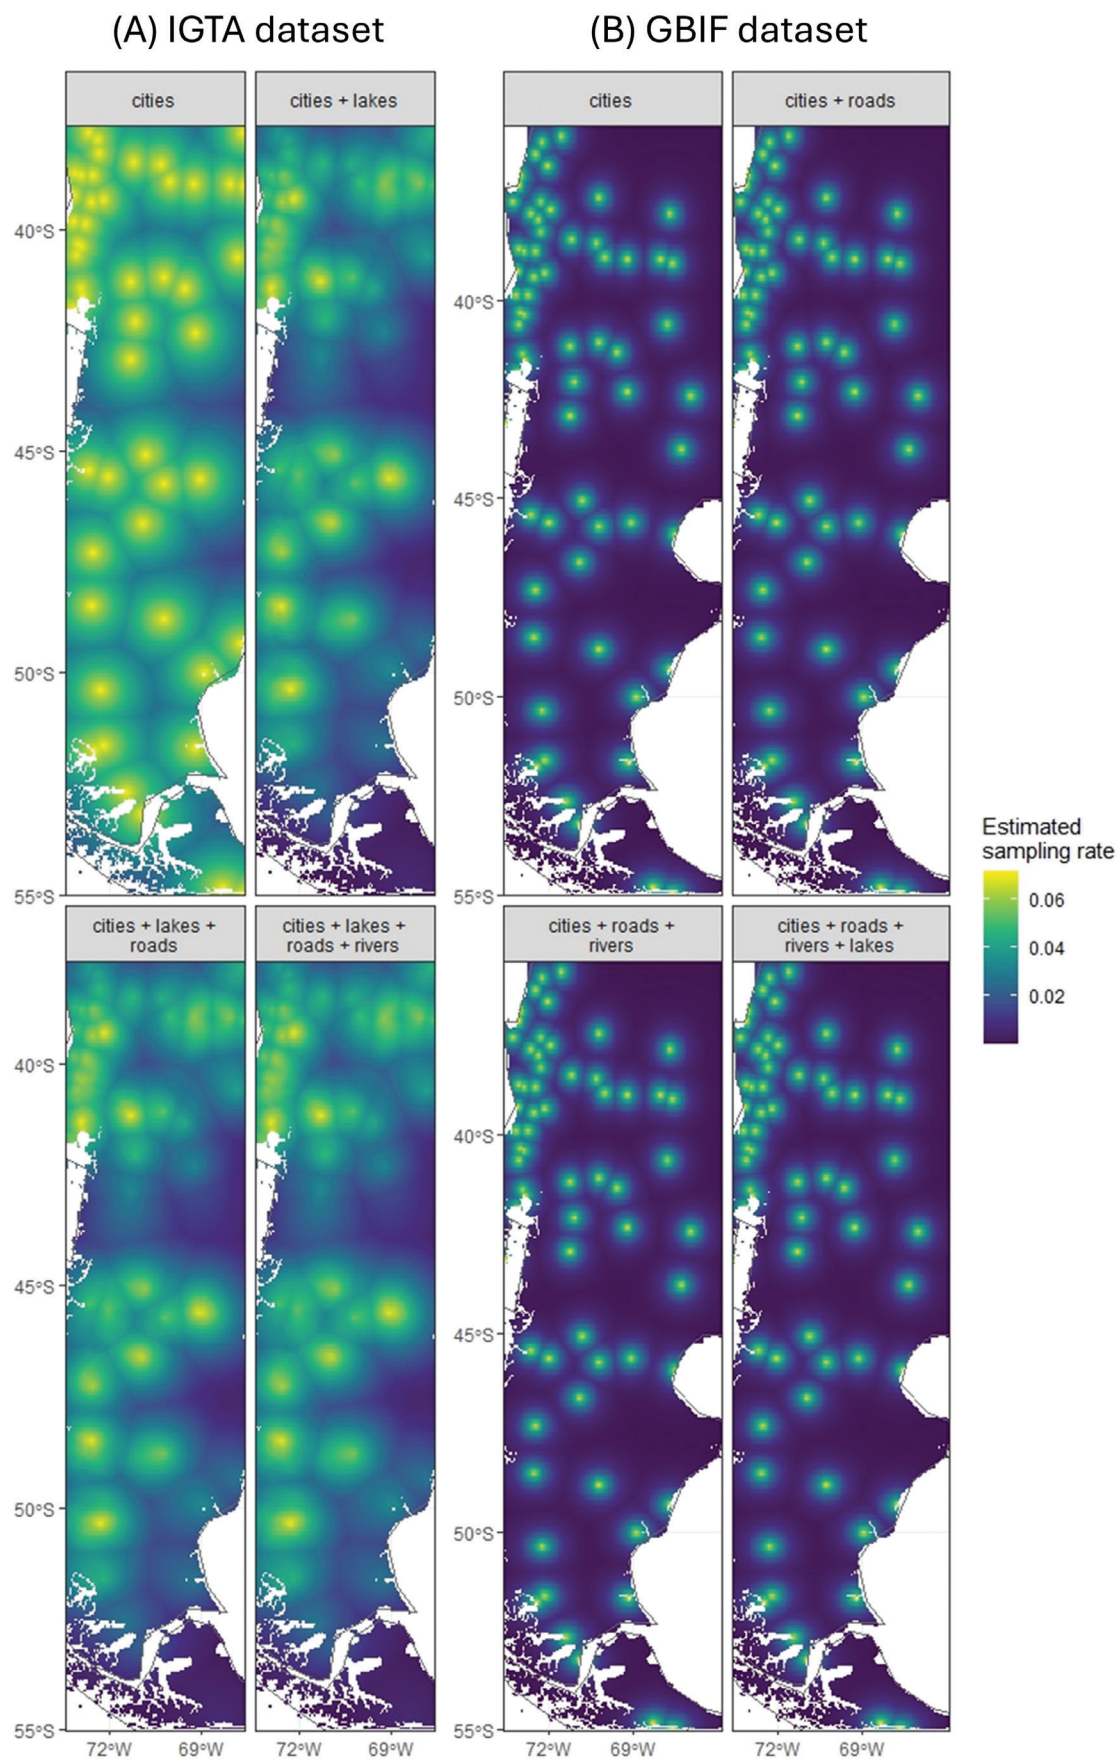 (A) IGTA dataset
(B) GBIF dataset
cities
cities + lakes
cities
cities + roads
40°S
45°S
50°S
55°S
40°S
45°S
50°S
55°S
Estimated
sampling rate
0.06
0.04
0.02
cities + lakes +
roads
cities + lakes +
roads + rivers
cities + roads +
rivers
cities + roads +
rivers + lakes
40°S
45°S
50°S
55°S
40°S
45°S
50°S
55°S
72°W
69°W
72°W
69°W
72°W
69°W
72°W
69°W